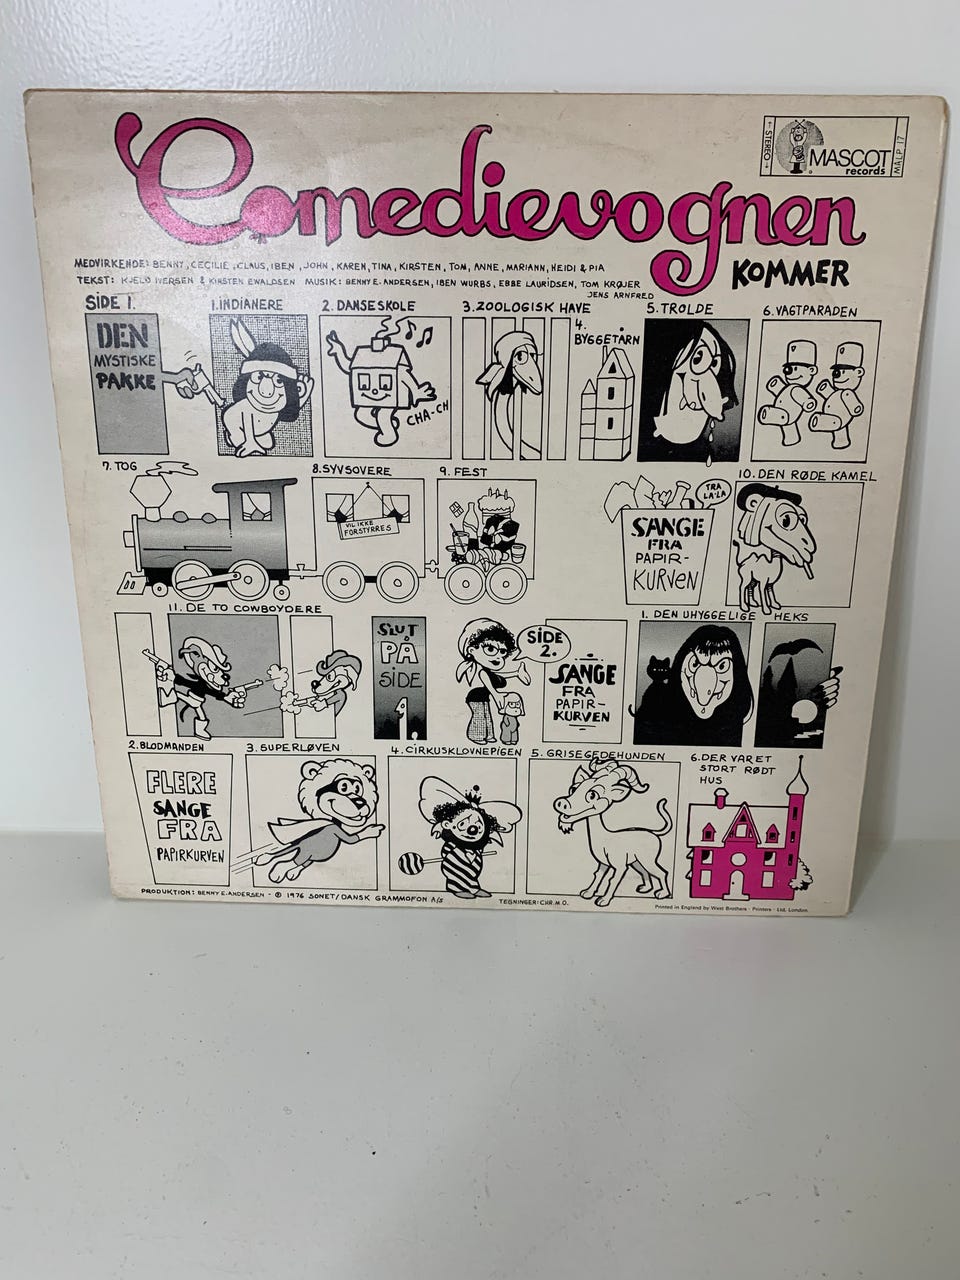 Comedievognen
KOMMER
←STEREO→
MASCOT
records
MALP 17
MEDVIRKENDE: BENNY, CECILIE, CLAUS, IBEN, JOHN, KAREN, TINA, KIRSTEN, TOM, ANNE, MARIANN, HEIDI & PIA
TEKST: KJELD IVERSEN & KIRSTEN EWALDSEN MUSIK: BENNY E. ANDERSEN, IBEN WURBS, EBBE LAURIDSEN, TOM KRØJER
JENS ARNFRED
SIDE 1.
DEN
MYSTISKE
PAKKE
1. INDIANERE
2. DANSESKOLE
CHA-CH
3. ZOOLOGISK HAVE
4.
BYGGETÅRN
5. TROLDE
6. VAGTPARADEN
7. TOG
8. SYVSOVERE
VIL IKKE
FORSTYRRES
9. FEST
TRA
LA LA
SANGE
FRA
PAPIR-
KURVEN
10. DEN RØDE KAMEL
11. DE TO COWBOYDERE
SLUT
PÅ
SIDE
1.
SIDE
2.
SANGE
FRA
PAPIR-
KURVEN
1. DEN UHYGGELIGE HEKS
2. BLODMANDEN
FLERE
SANGE
FRA
PAPIRKURVEN
3. SUPERLØVEN
4. CIRKUSKLOVNEPIGEN
5. GRISEGEDEHUNDEN
6. DER VAR ET
STORT RØDT
HUS
PRODUKTION: BENNY E. ANDERSEN - ℗ 1976 SONET/DANSK GRAMMOFON A/S
TEGNINGER: CHR. M. O.
Printed in England by West Brothers · Printers · Ltd. London